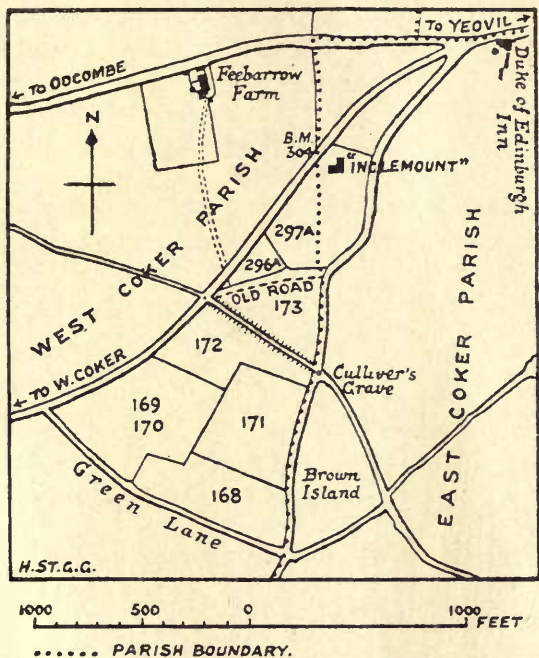 TO YEOVIL →
← TO ODCOMBE
Feebarrow
Farm
Duke of Edinburgh
Inn
N
B.M.
304
"INGLEMOUNT"
WEST COKER PARISH
297A
296A
OLD ROAD
173
172
← TO W. COKER
Culliver's
Grave
EAST COKER PARISH
169
170
171
Brown
Island
168
Green Lane
H.ST.G.G.
1000 500 0 1000 FEET
...... PARISH BOUNDARY.